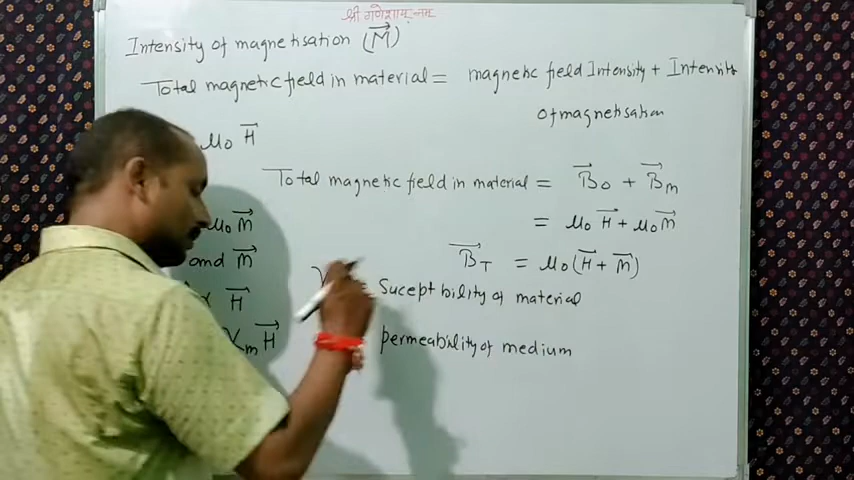 श्री गणेशाय नमः
Intensity of magnetisation (M⃗)
Total magnetic field in material = magnetic field Intensity + Intensity
of magnetisation
μ₀ H⃗
Total magnetic field in material = B⃗₀ + B⃗m
μ₀ M⃗ = μ₀ H⃗ + μ₀ M⃗
and M⃗ B⃗T = μ₀ (H⃗ + M⃗)
H⃗ Suceptbility of material
χm H⃗ permeability of medium